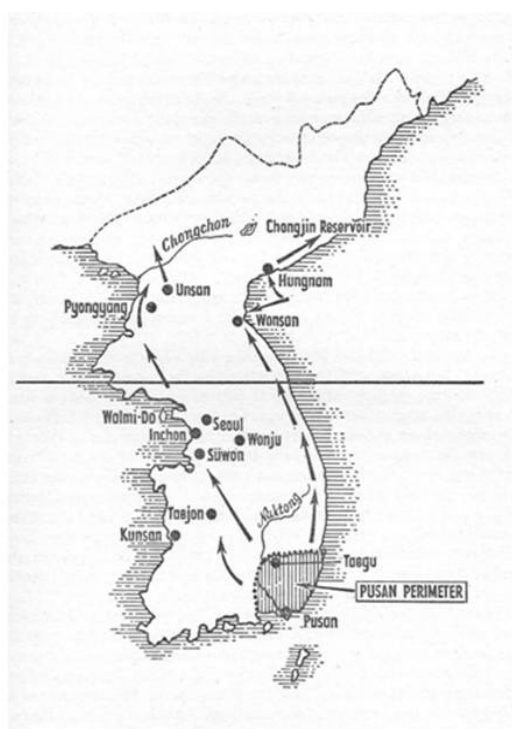 Chongchon
Chongjin Reservoir
Unsan
Hungnam
Pyongyang
Wonsan
Walmi-Do
Seoul
Inchon
Wonju
Suwon
Naktong
Taejon
Kunsan
Taegu
PUSAN PERIMETER
Pusan